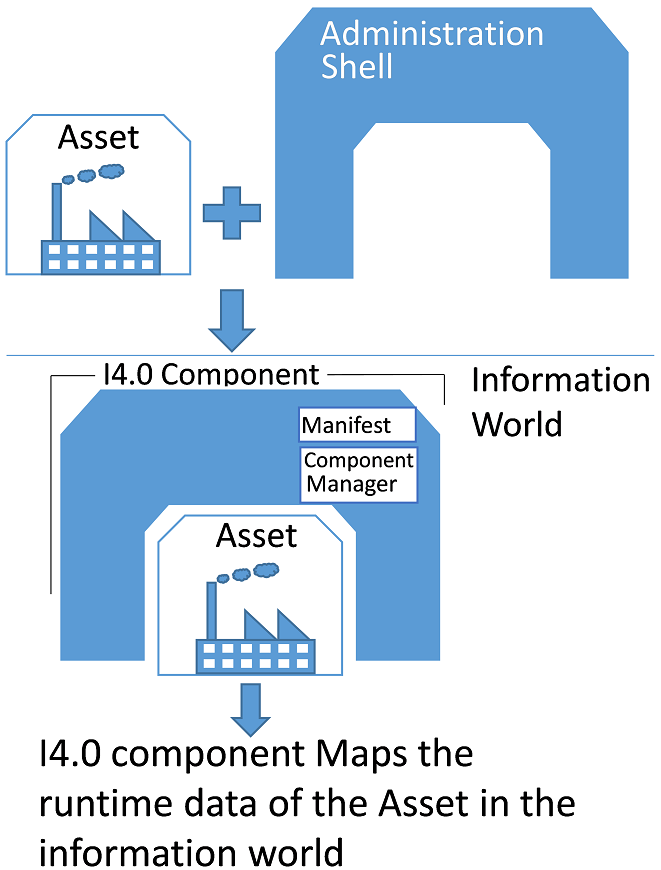 Administration
Shell
Asset
I4.0 Component
Information
World
Manifest
Component
Manager
Asset
I4.0 component Maps the
runtime data of the Asset in the
information world